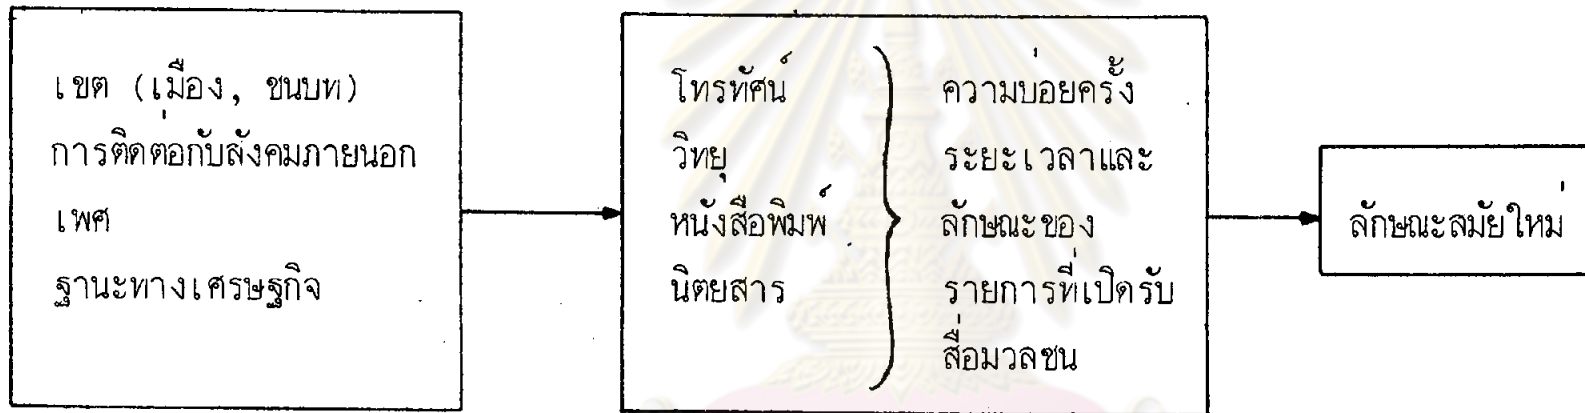 เขต (เมือง, ชนบท)
การติดต่อกับสังคมภายนอก
เพศ
ฐานะทางเศรษฐกิจ
โทรทัศน์
วิทยุ
หนังสือพิมพ์
นิตยสาร
ความบ่อยครั้ง
ระยะเวลาและ
ลักษณะของ
รายการที่เปิดรับ
สื่อมวลชน
ลักษณะสมัยใหม่